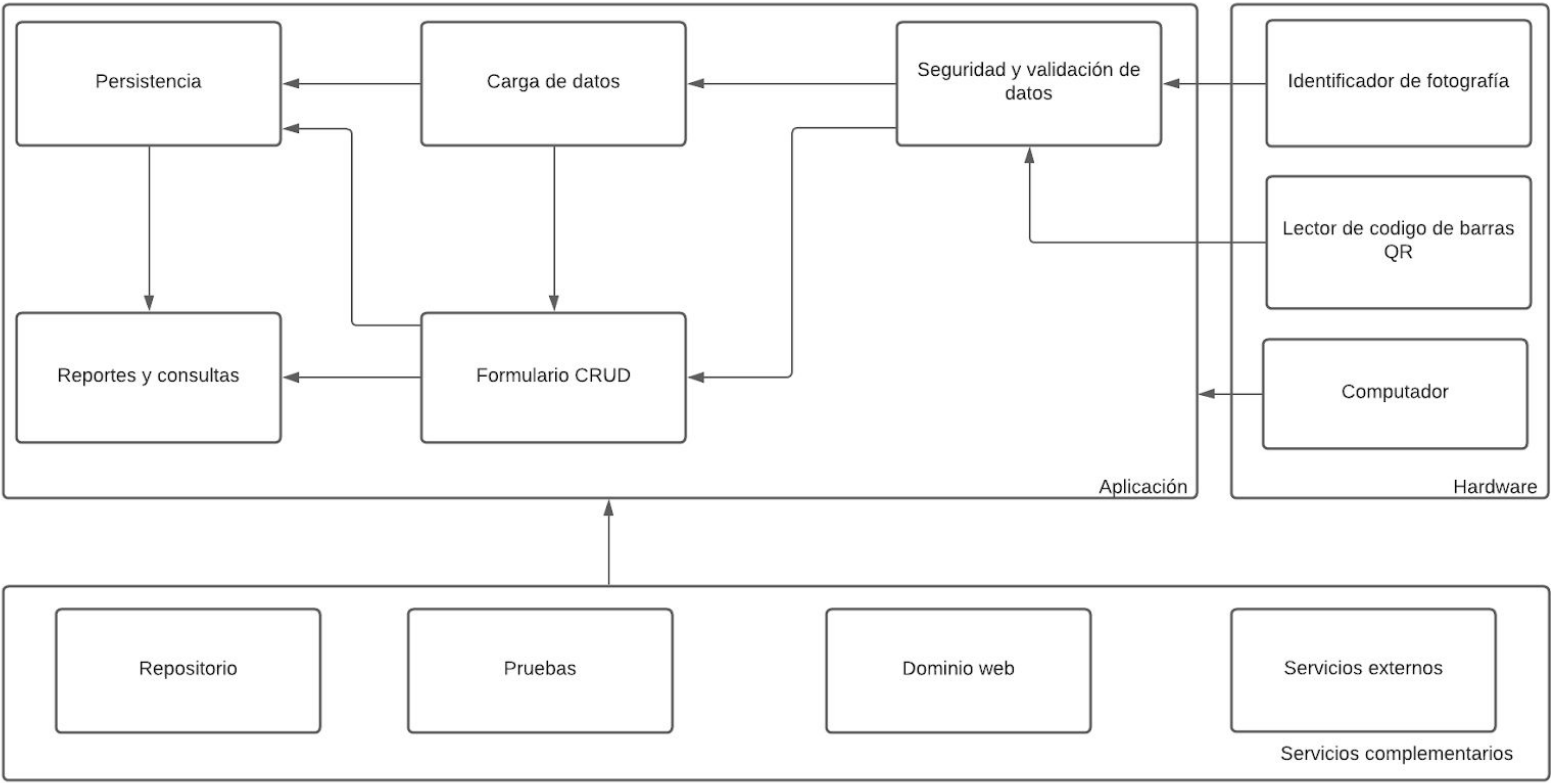 Persistencia
Carga de datos
Seguridad y validación de
datos
Identificador de fotografía
Lector de codigo de barras
QR
Reportes y consultas
Formulario CRUD
Computador
Aplicación
Hardware
Repositorio
Pruebas
Dominio web
Servicios externos
Servicios complementarios